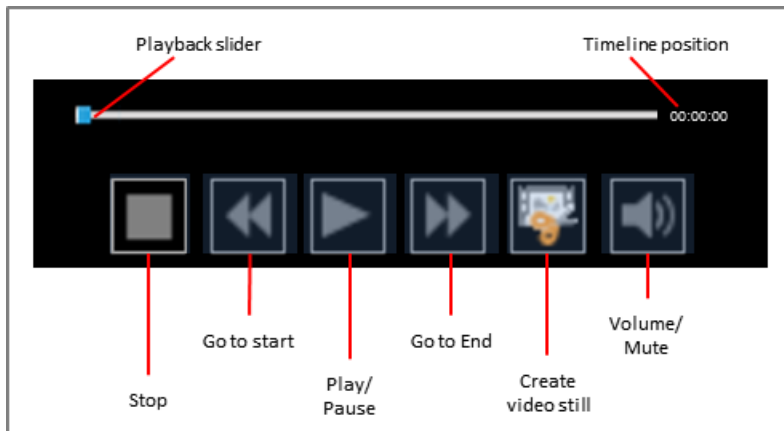 Playback slider
Timeline position
00:00:00
Go to start
Go to End
Volume/
Mute
Play/
Pause
Create
video still
Stop